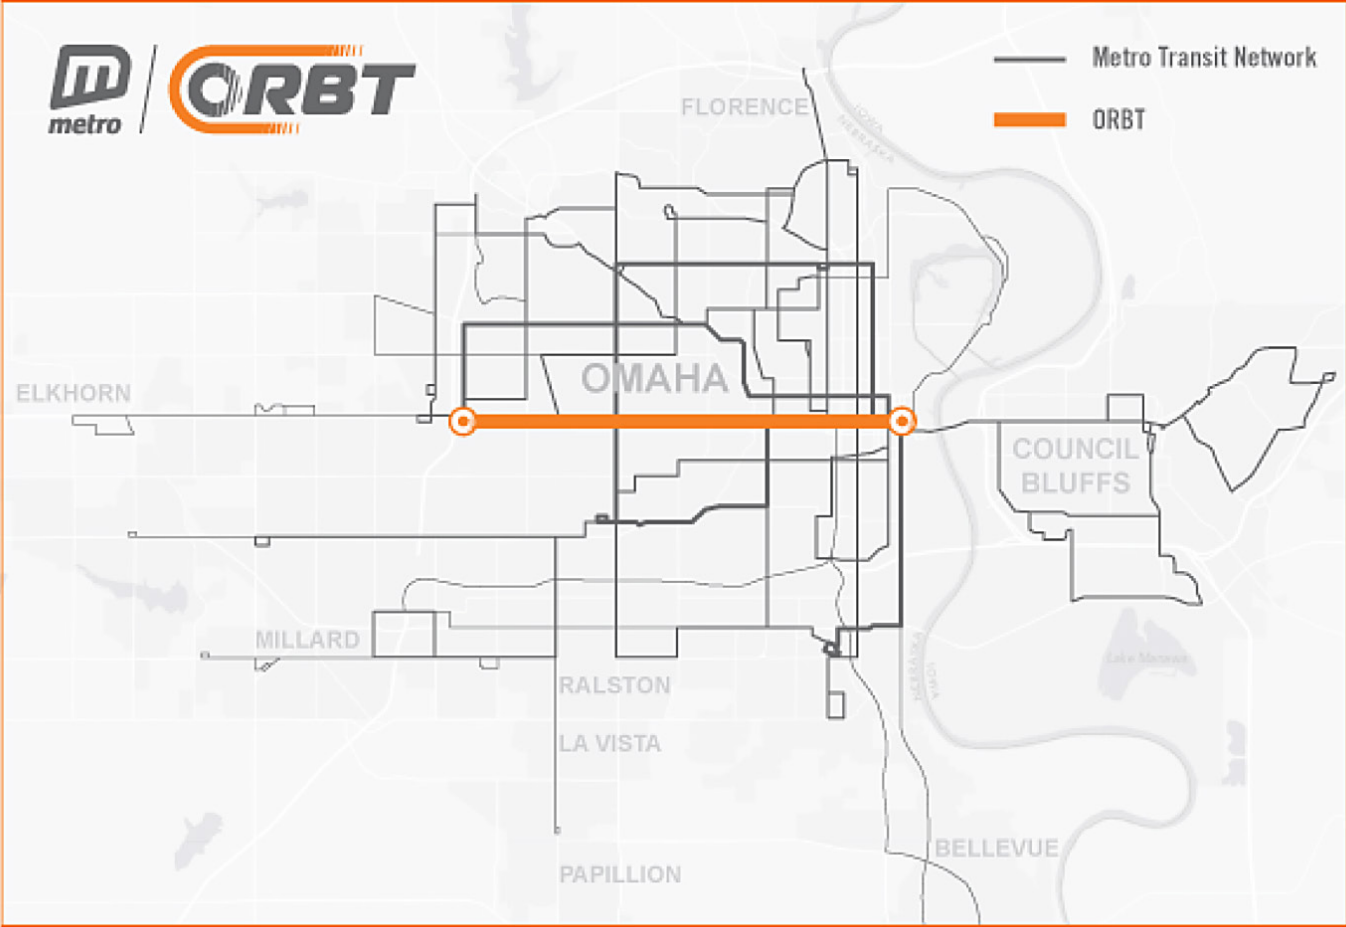 metro
ORBT
Metro Transit Network
ORBT
FLORENCE
IOWA
NEBRASKA
ELKHORN
OMAHA
COUNCIL
BLUFFS
MILLARD
NEBRASKA
IOWA
Lake Manawa
RALSTON
LA VISTA
BELLEVUE
PAPILLION